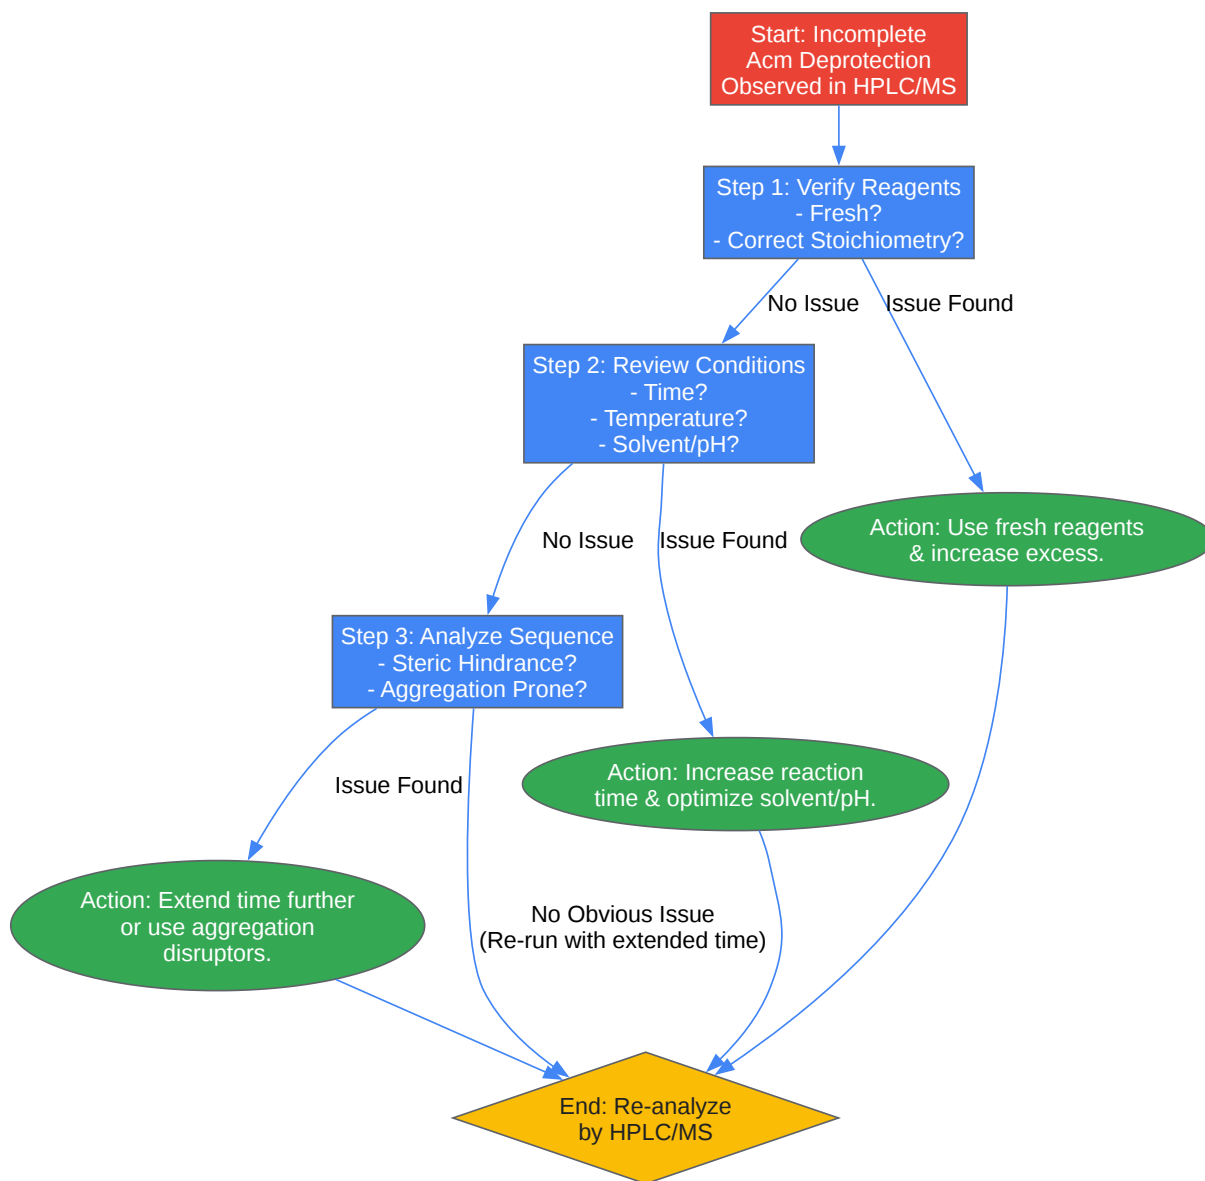 Start: Incomplete
Acm Deprotection
Observed in HPLC/MS
Step 1: Verify Reagents
- Fresh?
- Correct Stoichiometry?
No Issue
Issue Found
Step 2: Review Conditions
- Time?
- Temperature?
- Solvent/pH?
Action: Use fresh reagents
& increase excess.
No Issue
Issue Found
Step 3: Analyze Sequence
- Steric Hindrance?
- Aggregation Prone?
Action: Increase reaction
time & optimize solvent/pH.
Issue Found
Action: Extend time further
or use aggregation
disruptors.
No Obvious Issue
(Re-run with extended time)
End: Re-analyze
by HPLC/MS